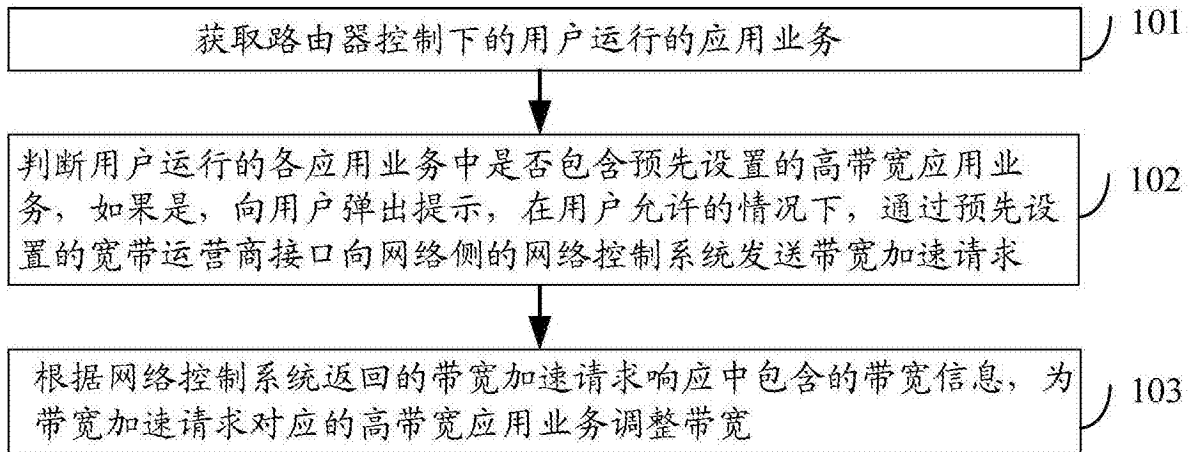 获取路由器控制下的用户运行的应用业务
101
判断用户运行的各应用业务中是否包含预先设置的高带宽应用业
务，如果是，向用户弹出提示，在用户允许的情况下，通过预先设
置的宽带运营商接口向网络侧的网络控制系统发送带宽加速请求
102
根据网络控制系统返回的带宽加速请求响应中包含的带宽信息，为
带宽加速请求对应的高带宽应用业务调整带宽
103